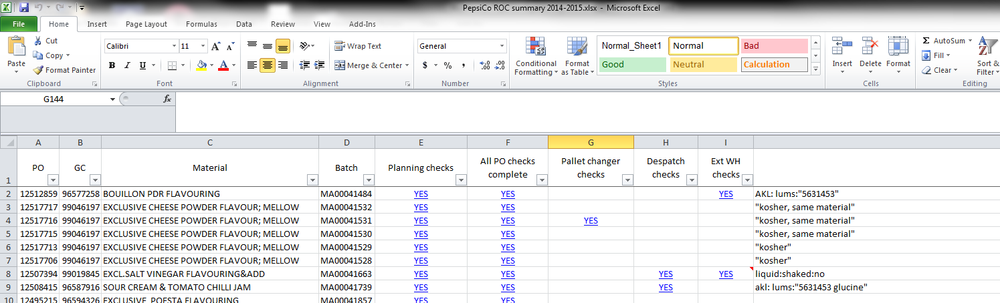 PepsiCo ROC summary 2014-2015.xlsx - Microsoft Excel
File Home Insert Page Layout Formulas Data Review View Add-Ins
Cut
Copy
Format Painter
Paste
Clipboard
Calibri 11 A A
B I U A
Font
Wrap Text
Merge & Center
Alignment
General
$ % , .0 .00 .00 .0
Number
Conditional Formatting
Format as Table
Normal_Sheet1 Normal Bad
Good Neutral Calculation
Styles
Insert Delete Format
Cells
Σ AutoSum
Fill
Clear
Sort &
Filter
Editing
G144 fx
A B C D E F G H I
1 PO GC Material Batch Planning checks All PO checks complete Pallet changer checks Despatch checks Ext WH checks
2 12512859 96577258 BOUILLON PDR FLAVOURING MA00041484 YES YES YES AKL: lums:"5631453"
3 12517717 99046197 EXCLUSIVE CHEESE POWDER FLAVOUR; MELLOW MA00041532 YES YES "kosher, same material"
4 12517716 99046197 EXCLUSIVE CHEESE POWDER FLAVOUR; MELLOW MA00041531 YES YES YES "kosher, same material"
5 12517715 99046197 EXCLUSIVE CHEESE POWDER FLAVOUR; MELLOW MA00041530 YES YES "kosher, same material"
6 12517713 99046197 EXCLUSIVE CHEESE POWDER FLAVOUR; MELLOW MA00041529 YES YES "kosher"
7 12517706 99046197 EXCLUSIVE CHEESE POWDER FLAVOUR; MELLOW MA00041528 YES YES "kosher"
8 12507394 99019845 EXCL.SALT VINEGAR FLAVOURING&ADD MA00041663 YES YES YES YES liquid:shaked:no
9 12508415 96587916 SOUR CREAM & TOMATO CHILLI JAM MA00041739 YES YES YES akl: lums:"5631453 glucine"
10 12495215 96594326 EXCLUSIVE POESTA FLAVOURING MA00041857 YES YES